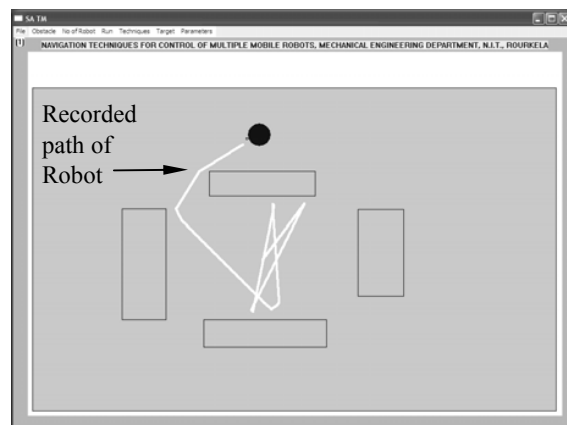 SA TM
File Obstacle No of Robot Run Techniques Target Parameters
(1) NAVIGATION TECHNIQUES FOR CONTROL OF MULTIPLE MOBILE ROBOTS, MECHANICAL ENGINEERING DEPARTMENT, N.I.T., ROURKELA
Recorded
path of
Robot